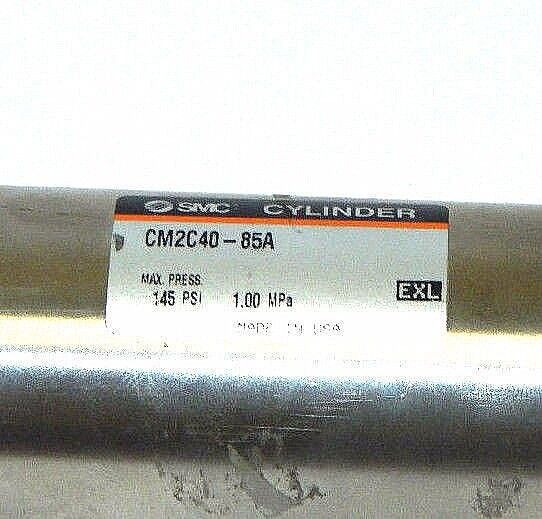 SMC CYLINDER
CM2C40-85A
MAX. PRESS.
145 PSI 1.00 MPa
EXL
MADE IN USA